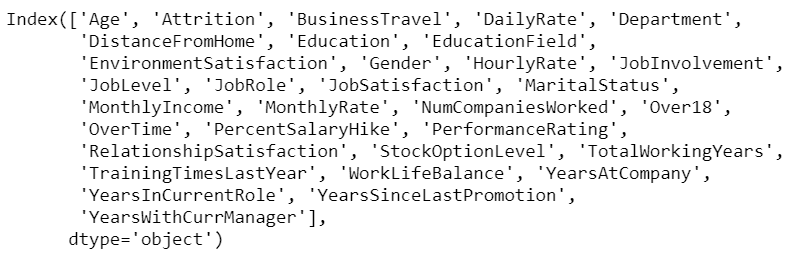 Index(['Age', 'Attrition', 'BusinessTravel', 'DailyRate', 'Department',
'DistanceFromHome', 'Education', 'EducationField',
'EnvironmentSatisfaction', 'Gender', 'HourlyRate', 'JobInvolvement',
'JobLevel', 'JobRole', 'JobSatisfaction', 'MaritalStatus',
'MonthlyIncome', 'MonthlyRate', 'NumCompaniesWorked', 'Over18',
'OverTime', 'PercentSalaryHike', 'PerformanceRating',
'RelationshipSatisfaction', 'StockOptionLevel', 'TotalWorkingYears',
'TrainingTimesLastYear', 'WorkLifeBalance', 'YearsAtCompany',
'YearsInCurrentRole', 'YearsSinceLastPromotion',
'YearsWithCurrManager'],
dtype='object')